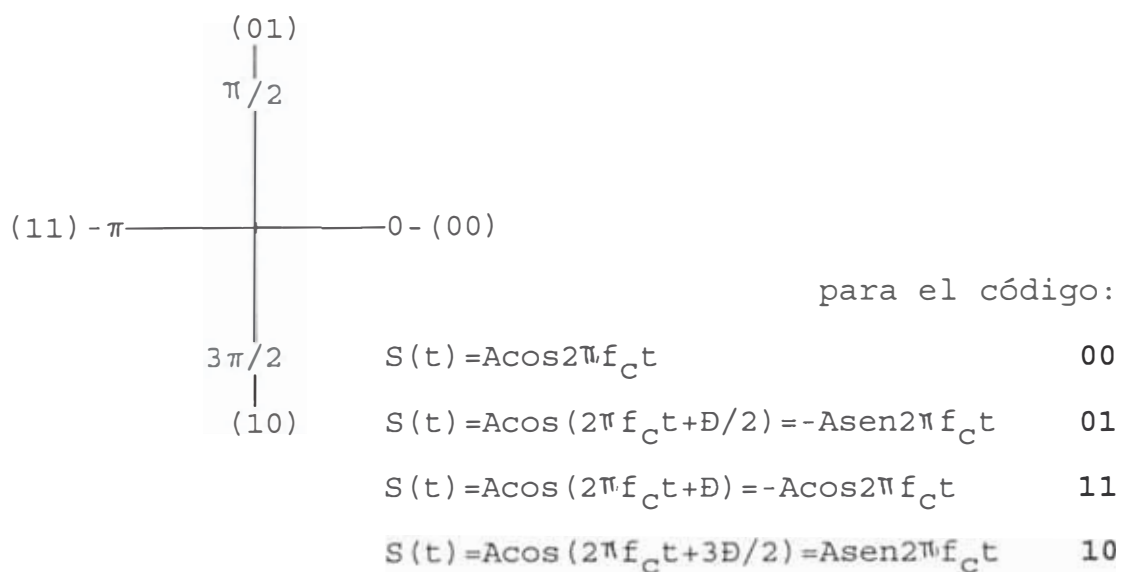 (01)
π/2
(11)-π 0-(00)
para el código:
3π/2 S(t)=Acos2πf_ct 00
(10) S(t)=Acos(2πf_ct+Đ/2)=-Asen2πf_ct 01
S(t)=Acos(2πf_ct+Đ)=-Acos2πf_ct 11
S(t)=Acos(2πf_ct+3Đ/2)=Asen2πf_ct 10